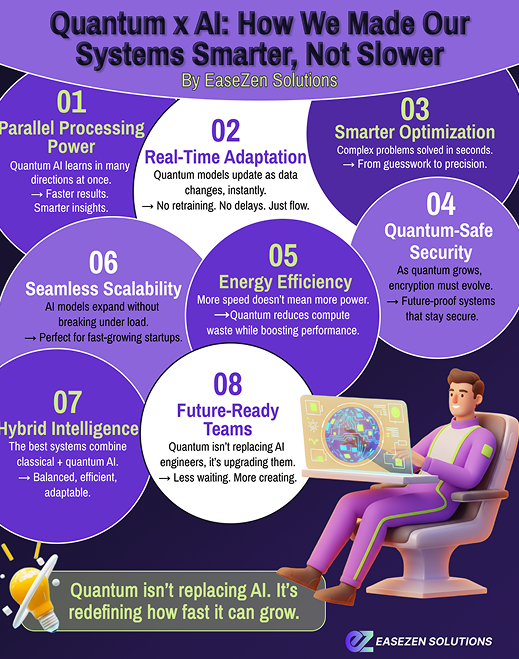 Quantum x AI: How We Made Our
Systems Smarter, Not Slower
By EaseZen Solutions
01
Parallel Processing
Power
Quantum AI learns in many
directions at once.
→ Faster results.
Smarter insights.
02
Real-Time Adaptation
Quantum models update as data
changes, instantly.
→ No retraining. No delays. Just flow.
03
Smarter Optimization
Complex problems solved in seconds.
→ From guesswork to precision.
04
Quantum-Safe
Security
As quantum grows,
encryption must evolve.
→ Future-proof systems
that stay secure.
05
Energy Efficiency
More speed doesn’t mean more power.
→Quantum reduces compute
waste while boosting performance.
06
Seamless Scalability
AI models expand without
breaking under load.
→ Perfect for fast-growing startups.
07
Hybrid Intelligence
The best systems combine
classical + quantum AI.
→ Balanced, efficient,
adaptable.
08
Future-Ready
Teams
Quantum isn’t replacing AI
engineers, it’s upgrading them.
→ Less waiting. More creating.
Quantum isn’t replacing AI. It’s
redefining how fast it can grow.
EASEZEN SOLUTIONS